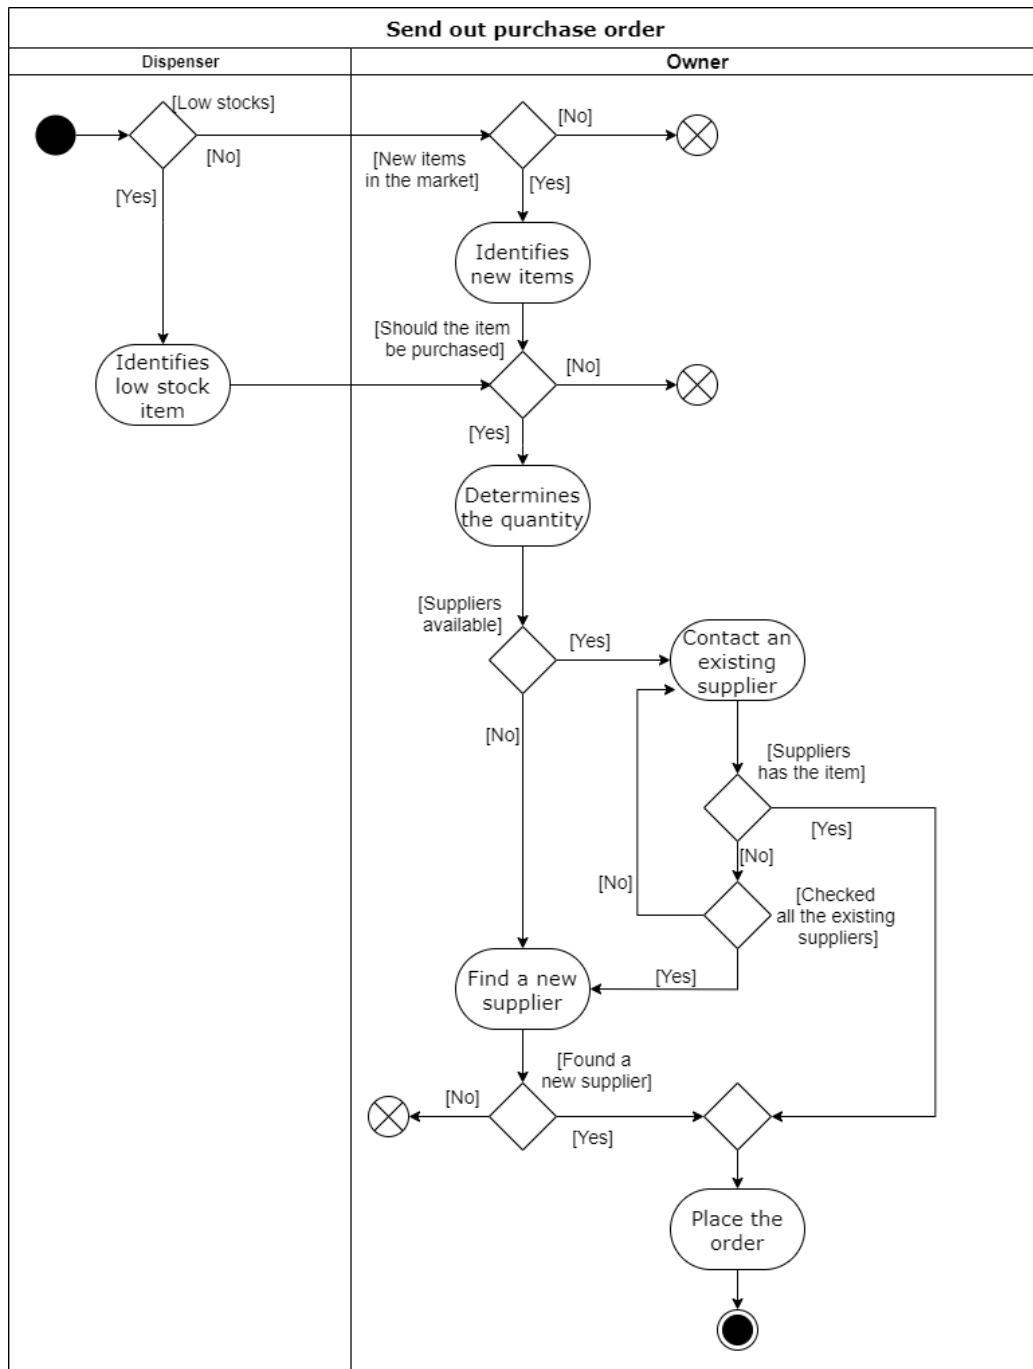 Send out purchase order
Dispenser
Owner
[Low stocks]
[No]
[No]
[New items
in the market]
[Yes]
[Yes]
Identifies
new items
[Should the item
be purchased]
[No]
Identifies
low stock
item
[Yes]
Determines
the quantity
[Suppliers
available]
[Yes]
Contact an
existing
supplier
[No]
[Suppliers
has the item]
[Yes]
[No]
[No]
[Checked
all the existing
suppliers]
Find a new
supplier
[Yes]
[Found a
new supplier]
[No]
[Yes]
Place the
order